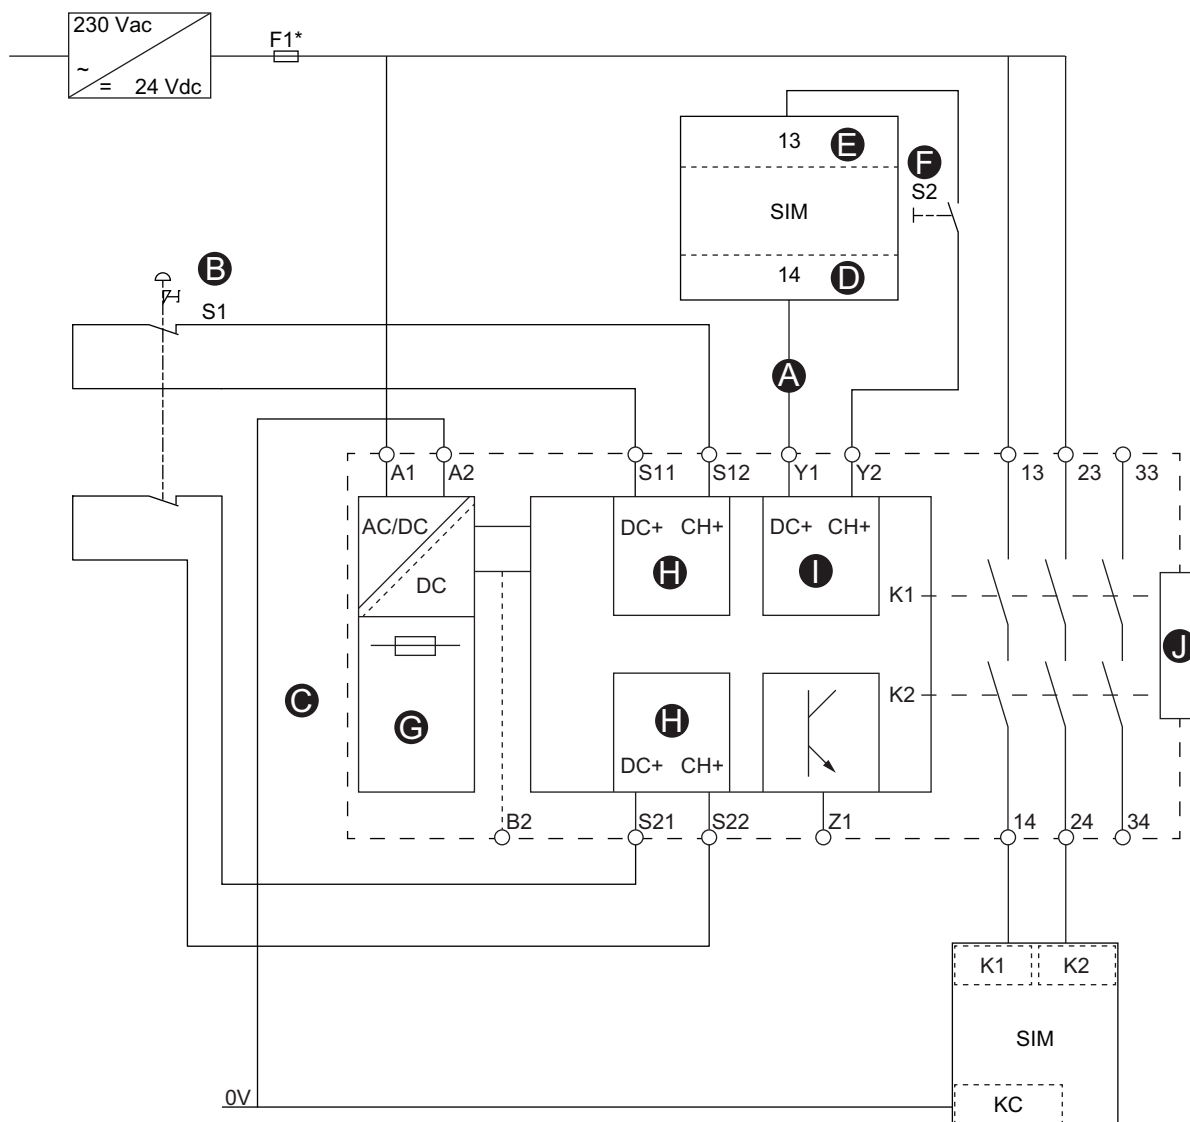 230 Vac
~
= 24 Vdc
F1*
13 E
F
S2
SIM
14 D
B
S1
A
A1 A2 S11 S12 Y1 Y2 13 23 33
AC/DC
DC
DC+ CH+
H
DC+ CH+
I
K1
J
C
G
H
DC+ CH+
K2
B2 S21 S22 Z1 14 24 34
K1 K2
SIM
KC
0V